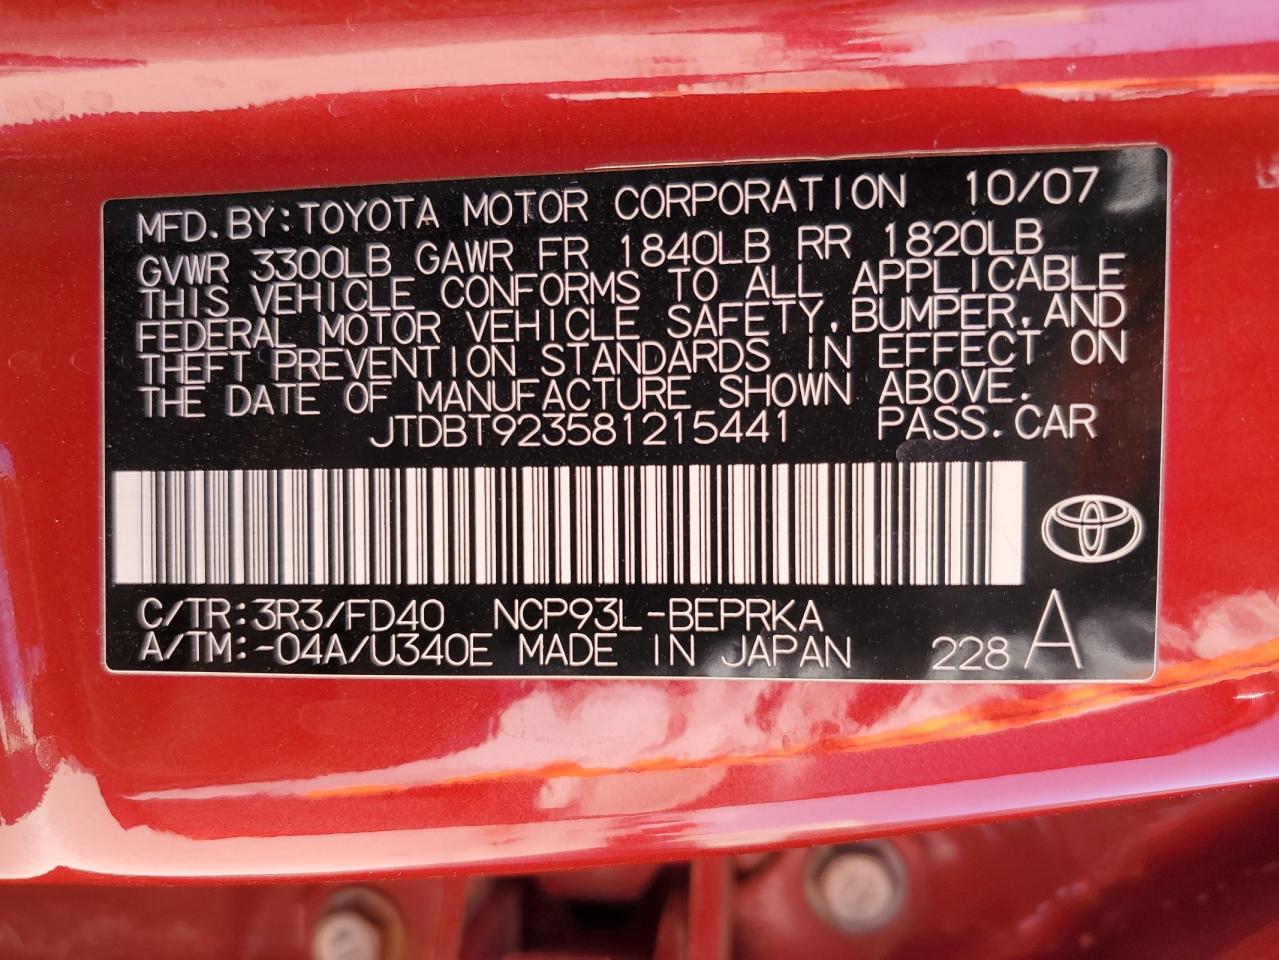 MFD. BY: TOYOTA MOTOR CORPORATION 10/07
GVWR 3300LB GAWR FR 1840LB RR 1820LB
THIS VEHICLE CONFORMS TO ALL APPLICABLE
FEDERAL MOTOR VEHICLE SAFETY, BUMPER, AND
THEFT PREVENTION STANDARDS IN EFFECT ON
THE DATE OF MANUFACTURE SHOWN ABOVE.
JTDBT923581215441 PASS. CAR
C/TR: 3R3/FD40 NCP93L-BEPRKA
A/TM: -04A/U340E MADE IN JAPAN 228 A